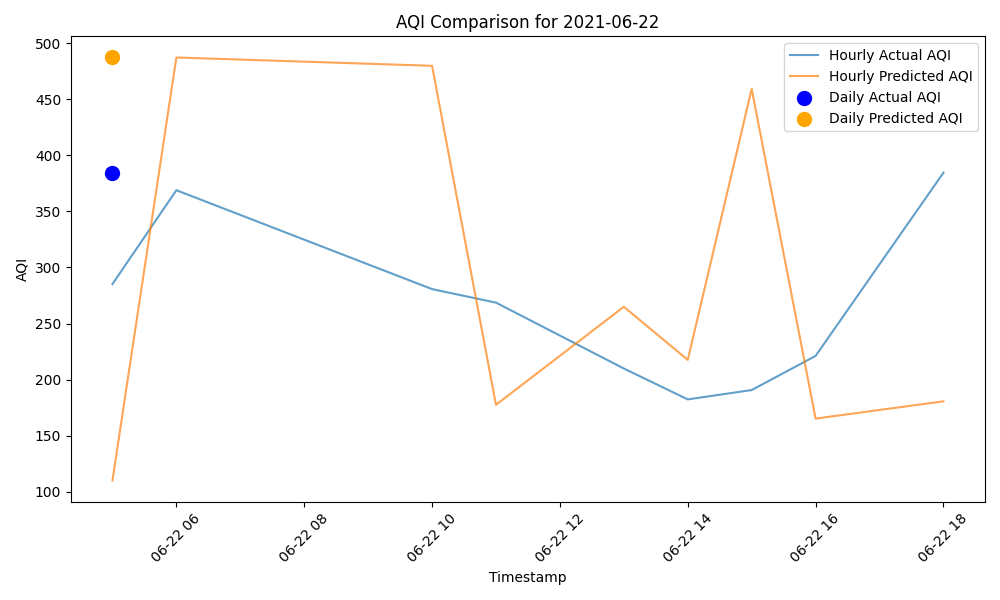 AQI Comparison for 2021-06-22
Hourly Actual AQI
Hourly Predicted AQI
Daily Actual AQI
Daily Predicted AQI
AQI
500
450
400
350
300
250
200
150
100
06-22 06
06-22 08
06-22 10
06-22 12
06-22 14
06-22 16
06-22 18
Timestamp